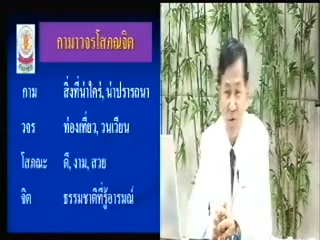 กามาวจรโสภณจิต
กาม สิ่งที่น่าใคร่, น่าปรารถนา
วจร ท่องเที่ยว, วนเวียน
โสภณะ ดี, งาม, สวย
จิต ธรรมชาติที่รู้อารมณ์